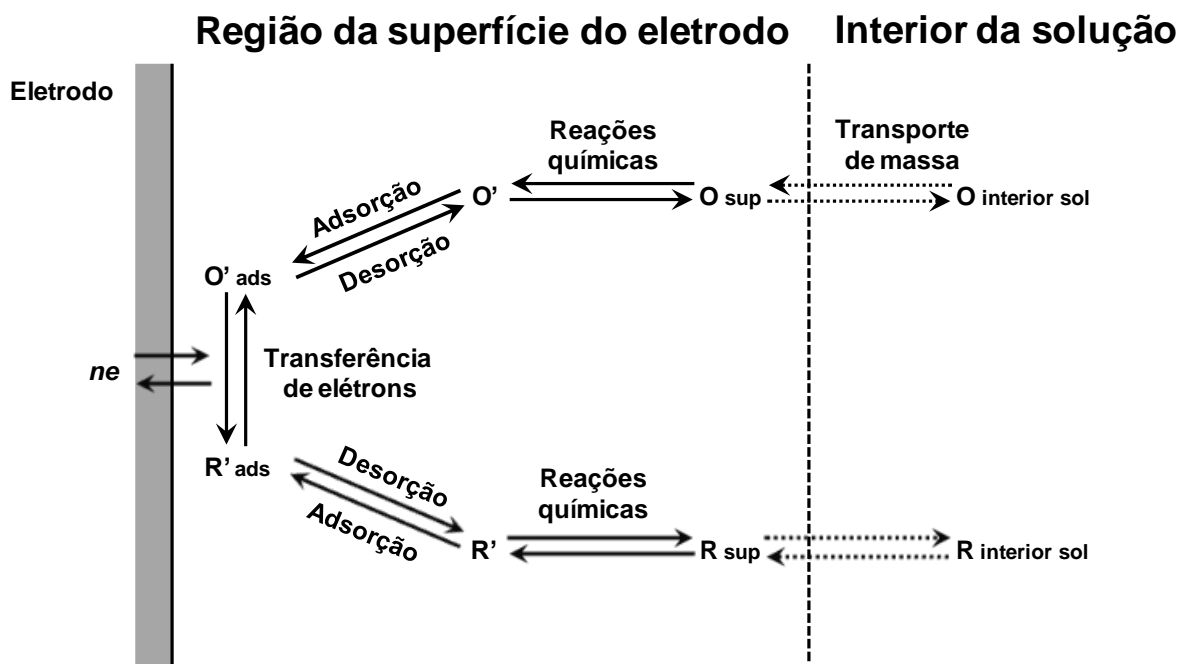 Região da superfície do eletrodo
Interior da solução
Eletrodo
Reações
químicas
Transporte
de massa
Adsorção
O'
O sup
O interior sol
Desorção
O' ads
ne
Transferência
de elétrons
R' ads
Desorção
Adsorção
Reações
químicas
R'
R sup
R interior sol